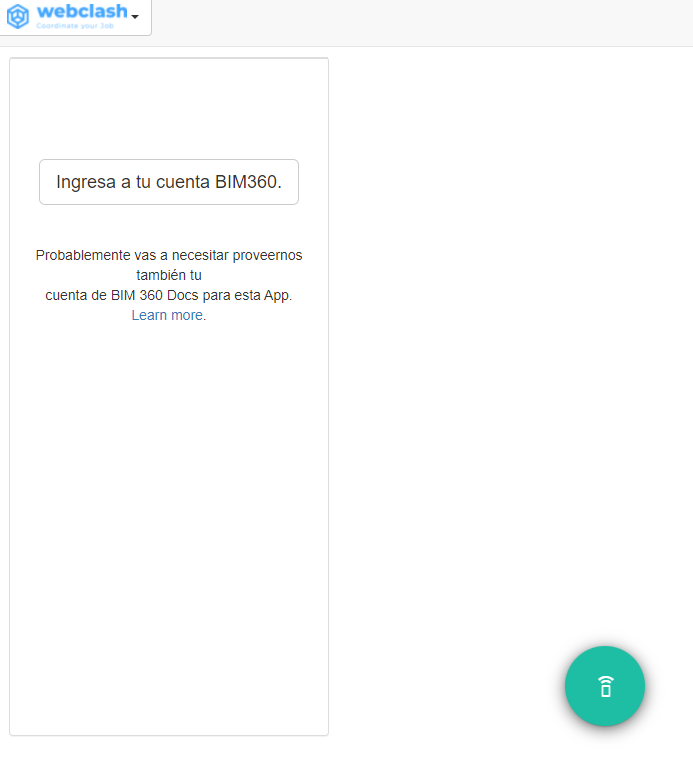 webclash
Coordinate your Job
Ingresa a tu cuenta BIM360.
Probablemente vas a necesitar proveernos
también tu
cuenta de BIM 360 Docs para esta App.
Learn more.